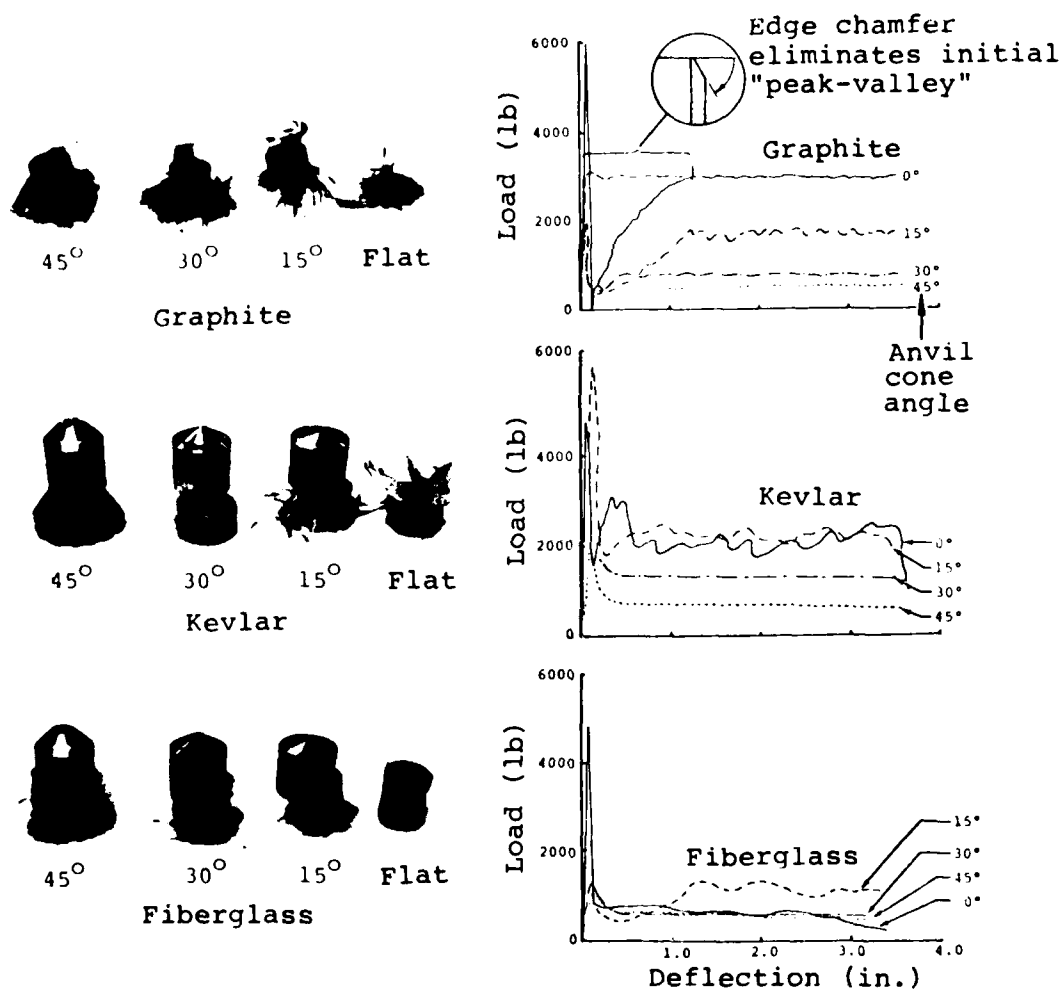 45° 30° 15° Flat
Graphite
45° 30° 15° Flat
Kevlar
45° 30° 15° Flat
Fiberglass
Edge chamfer
eliminates initial
"peak-valley"
Load (lb)
6000
4000
2000
0
Graphite
0°
15°
30°
45°
Anvil
cone
angle
Load (lb)
6000
4000
2000
0
Kevlar
0°
15°
30°
45°
Load (lb)
6000
4000
2000
0
Fiberglass
15°
30°
45°
0°
1.0 2.0 3.0 4.0
Deflection (in.)